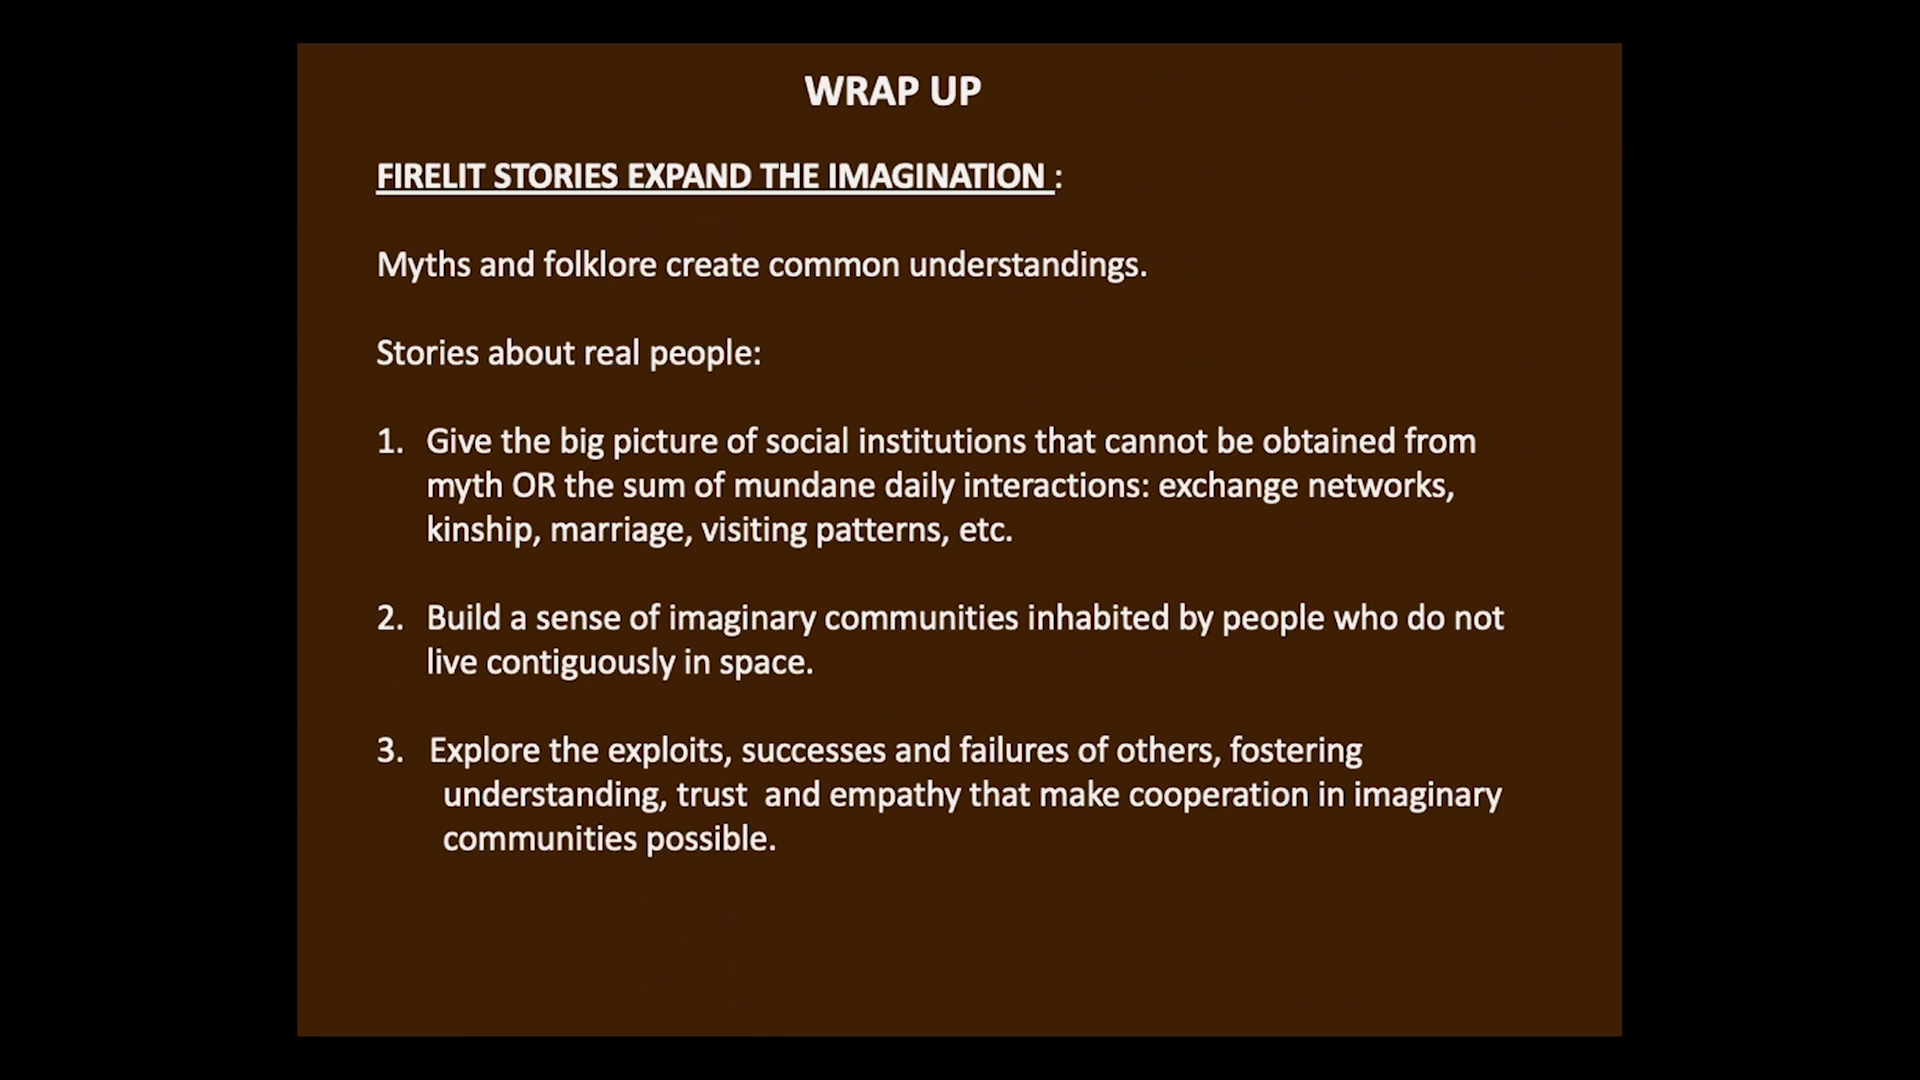 WRAP UP
FIRELIT STORIES EXPAND THE IMAGINATION :
Myths and folklore create common understandings.
Stories about real people:
1. Give the big picture of social institutions that cannot be obtained from
myth OR the sum of mundane daily interactions: exchange networks,
kinship, marriage, visiting patterns, etc.
2. Build a sense of imaginary communities inhabited by people who do not
live contiguously in space.
3. Explore the exploits, successes and failures of others, fostering
understanding, trust  and empathy that make cooperation in imaginary
communities possible.